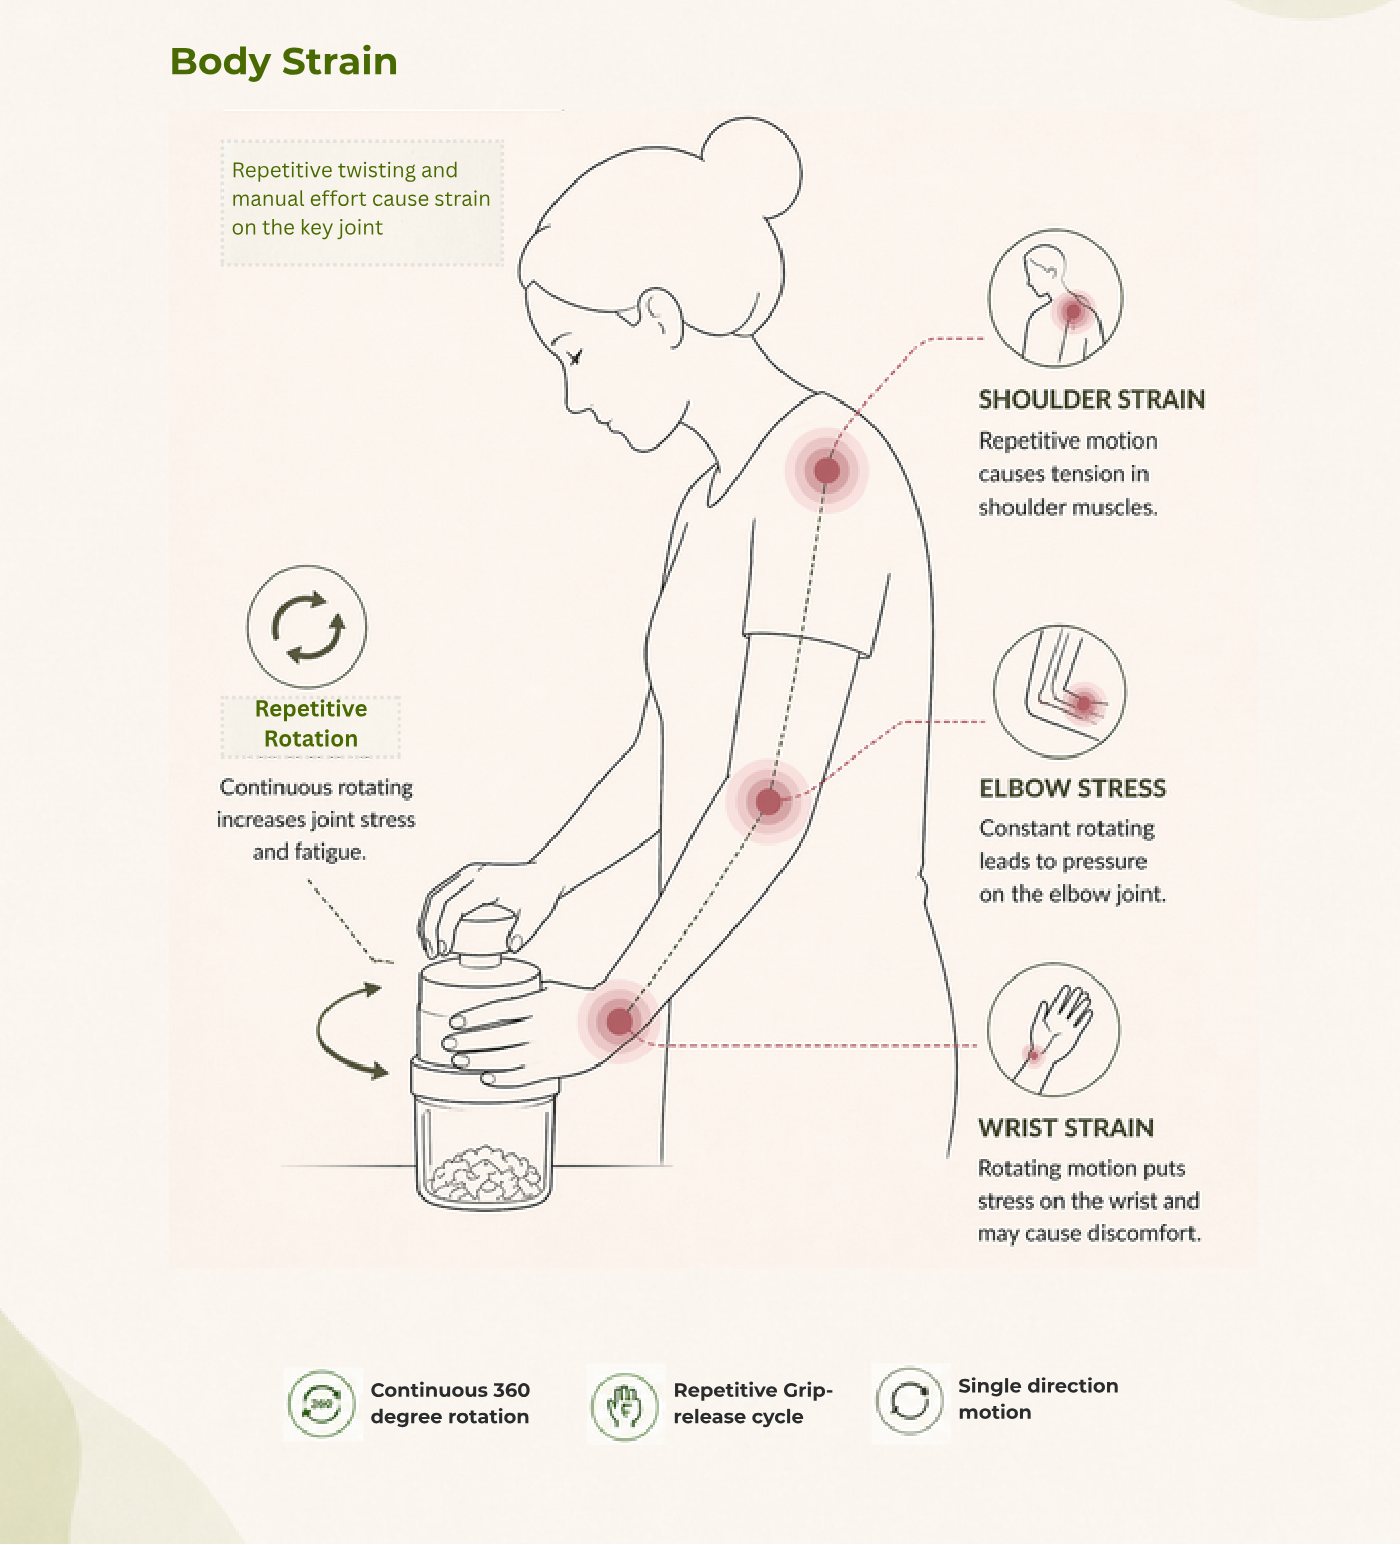 Body Strain
Repetitive twisting and
manual effort cause strain
on the key joint
SHOULDER STRAIN
Repetitive motion
causes tension in
shoulder muscles.
Repetitive
Rotation
Continuous rotating
increases joint stress
and fatigue.
ELBOW STRESS
Constant rotating
leads to pressure
on the elbow joint.
WRIST STRAIN
Rotating motion puts
stress on the wrist and
may cause discomfort.
360
Continuous 360
degree rotation
Repetitive Grip-
release cycle
Single direction
motion